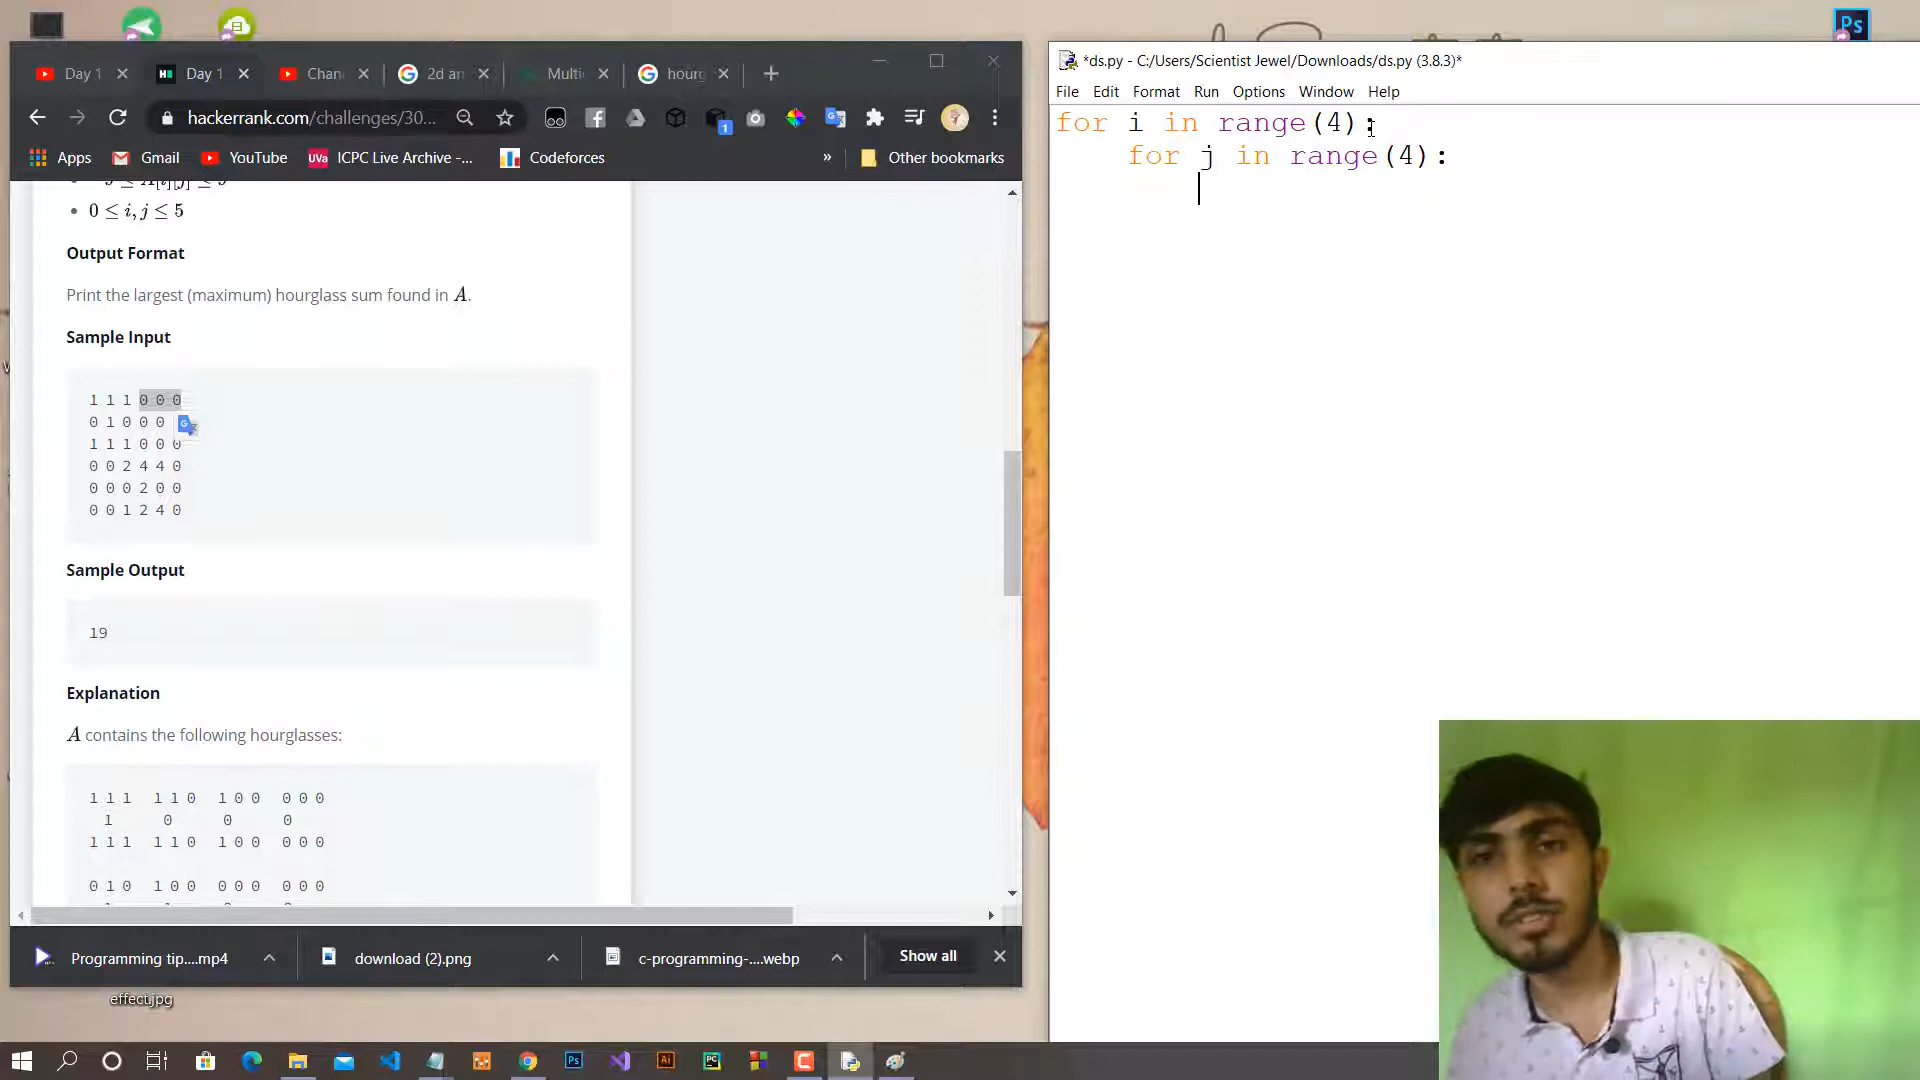 Ps
Day 1
Day 1
Chan
2d an
Multi
hourg
*ds.py - C:/Users/Scientist Jewel/Downloads/ds.py (3.8.3)*
hackerrank.com/challenges/30...
File Edit Format Run Options Window Help
Apps Gmail YouTube ICPC Live Archive -... Codeforces » Other bookmarks
for i in range(4):
for j in range(4):
• 0 ≤ i, j ≤ 5
Output Format
Print the largest (maximum) hourglass sum found in A.
Sample Input
1 1 1 0 0 0
0 1 0 0 0
1 1 1 0 0 0
0 0 2 4 4 0
0 0 0 2 0 0
0 0 1 2 4 0
Sample Output
19
Explanation
A contains the following hourglasses:
1 1 1 1 1 0 1 0 0 0 0 0
1 0 0 0
1 1 1 1 1 0 1 0 0 0 0 0
0 1 0 1 0 0 0 0 0 0 0 0
Programming tip....mp4
download (2).png
c-programming-....webp
Show all
effect.jpg